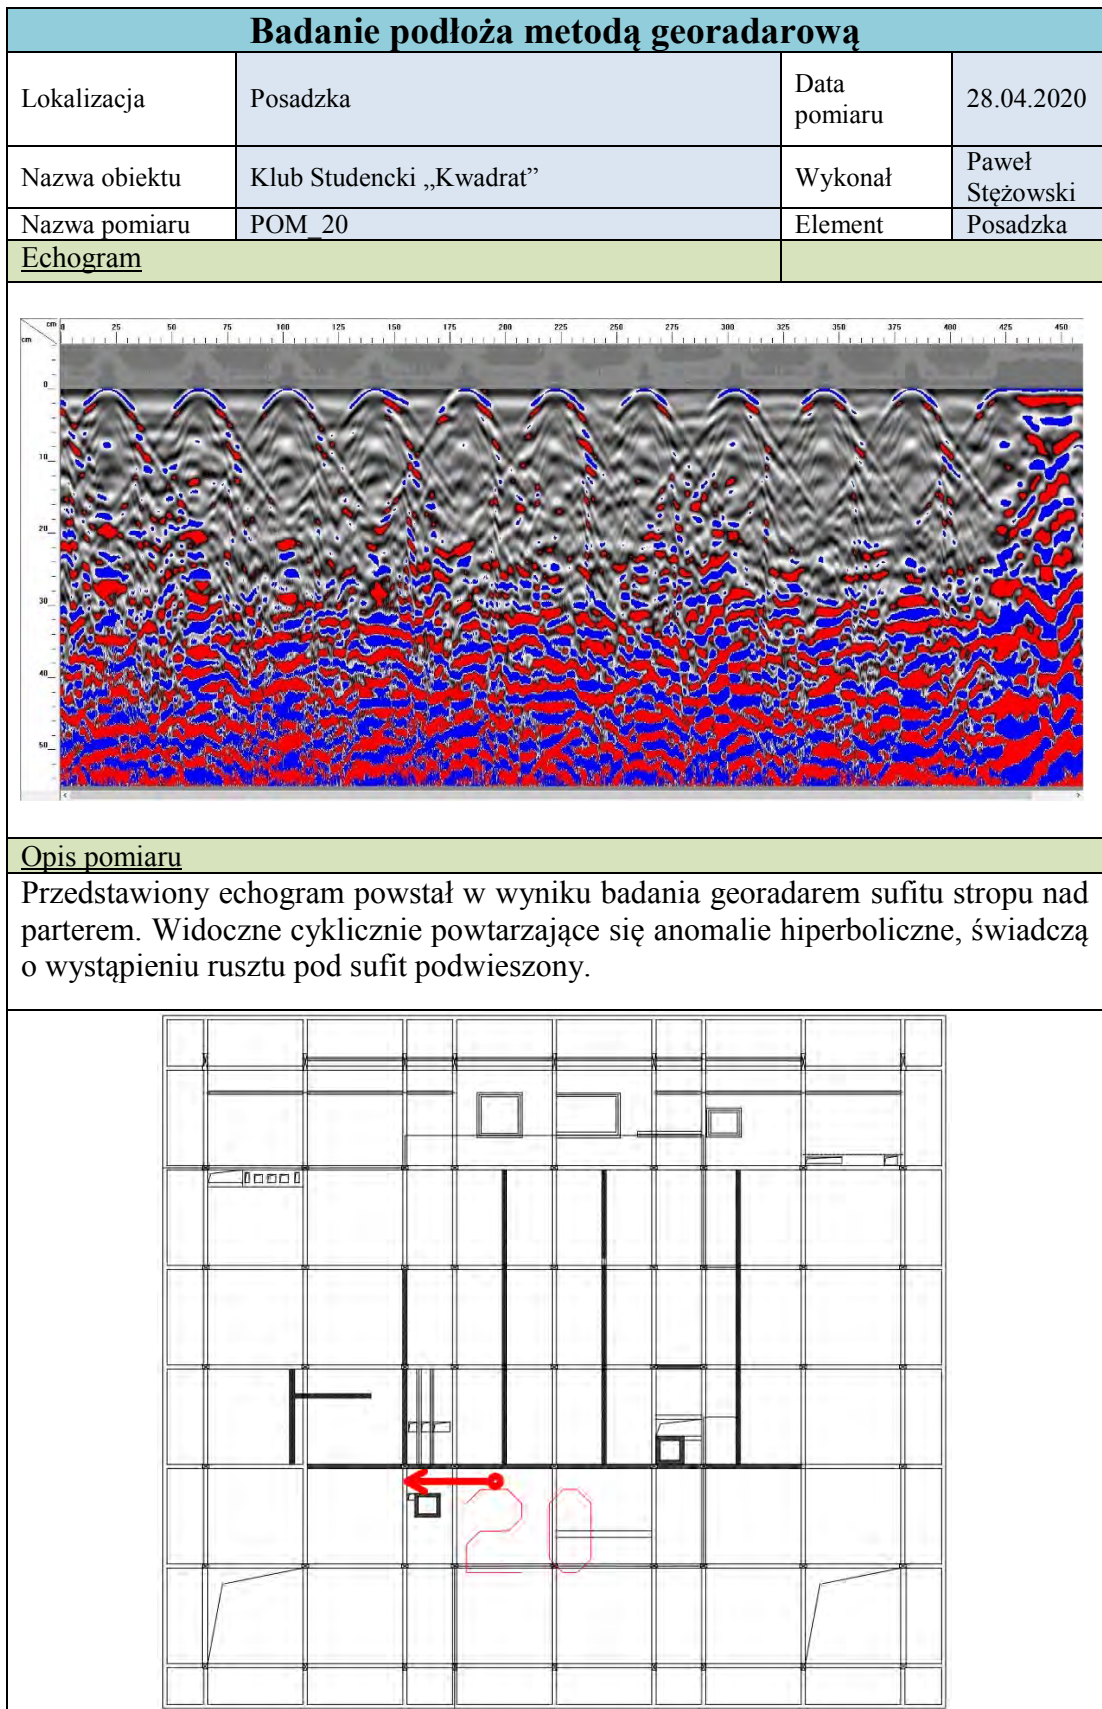 Badanie podłoża metodą georadarową
Lokalizacja Posadzka Data pomiaru 28.04.2020
Nazwa obiektu Klub Studencki „Kwadrat” Wykonał Paweł Stężowski
Nazwa pomiaru POM_20 Element Posadzka
Echogram
cm 0 25 50 75 100 125 150 175 200 225 250 275 300 325 350 375 400 425 450
cm
0
10
20
30
40
50
Opis pomiaru
Przedstawiony echogram powstał w wyniku badania georadarem sufitu stropu nad
parterem. Widoczne cyklicznie powtarzające się anomalie hiperboliczne, świadczą
o wystąpieniu rusztu pod sufit podwieszony.
20